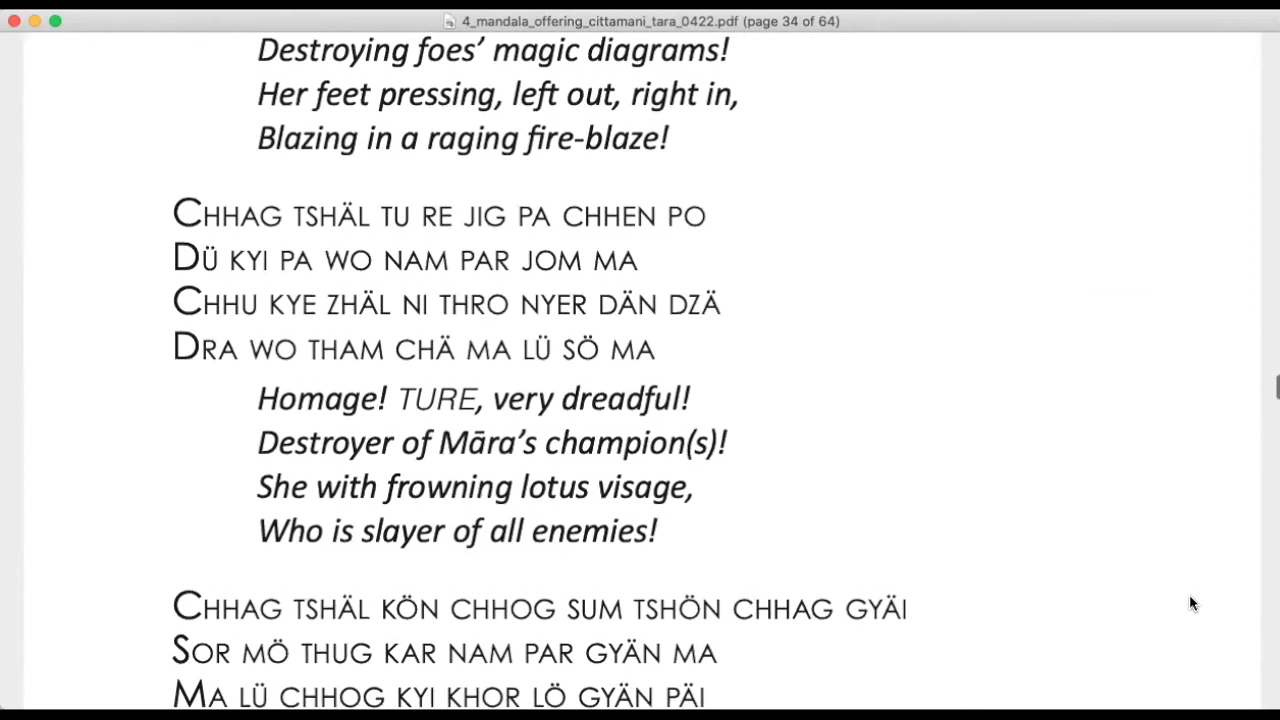 4_mandala_offering_cittamani_tara_0422.pdf (page 34 of 64)
Destroying foes’ magic diagrams!
Her feet pressing, left out, right in,
Blazing in a raging fire-blaze!
CHHAG TSHÄL TU RE JIG PA CHHEN PO
DÜ KYI PA WO NAM PAR JOM MA
CHHU KYE ZHÄL NI THRO NYER DÄN DZÄ
DRA WO THAM CHÄ MA LÜ SÖ MA
Homage! TURE, very dreadful!
Destroyer of Māra’s champion(s)!
She with frowning lotus visage,
Who is slayer of all enemies!
CHHAG TSHÄL KÖN CHHOG SUM TSHÖN CHHAG GYÄI
SOR MÖ THUG KAR NAM PAR GYÄN MA
MA LÜ CHHOG KYI KHOR LÖ GYÄN PÄI